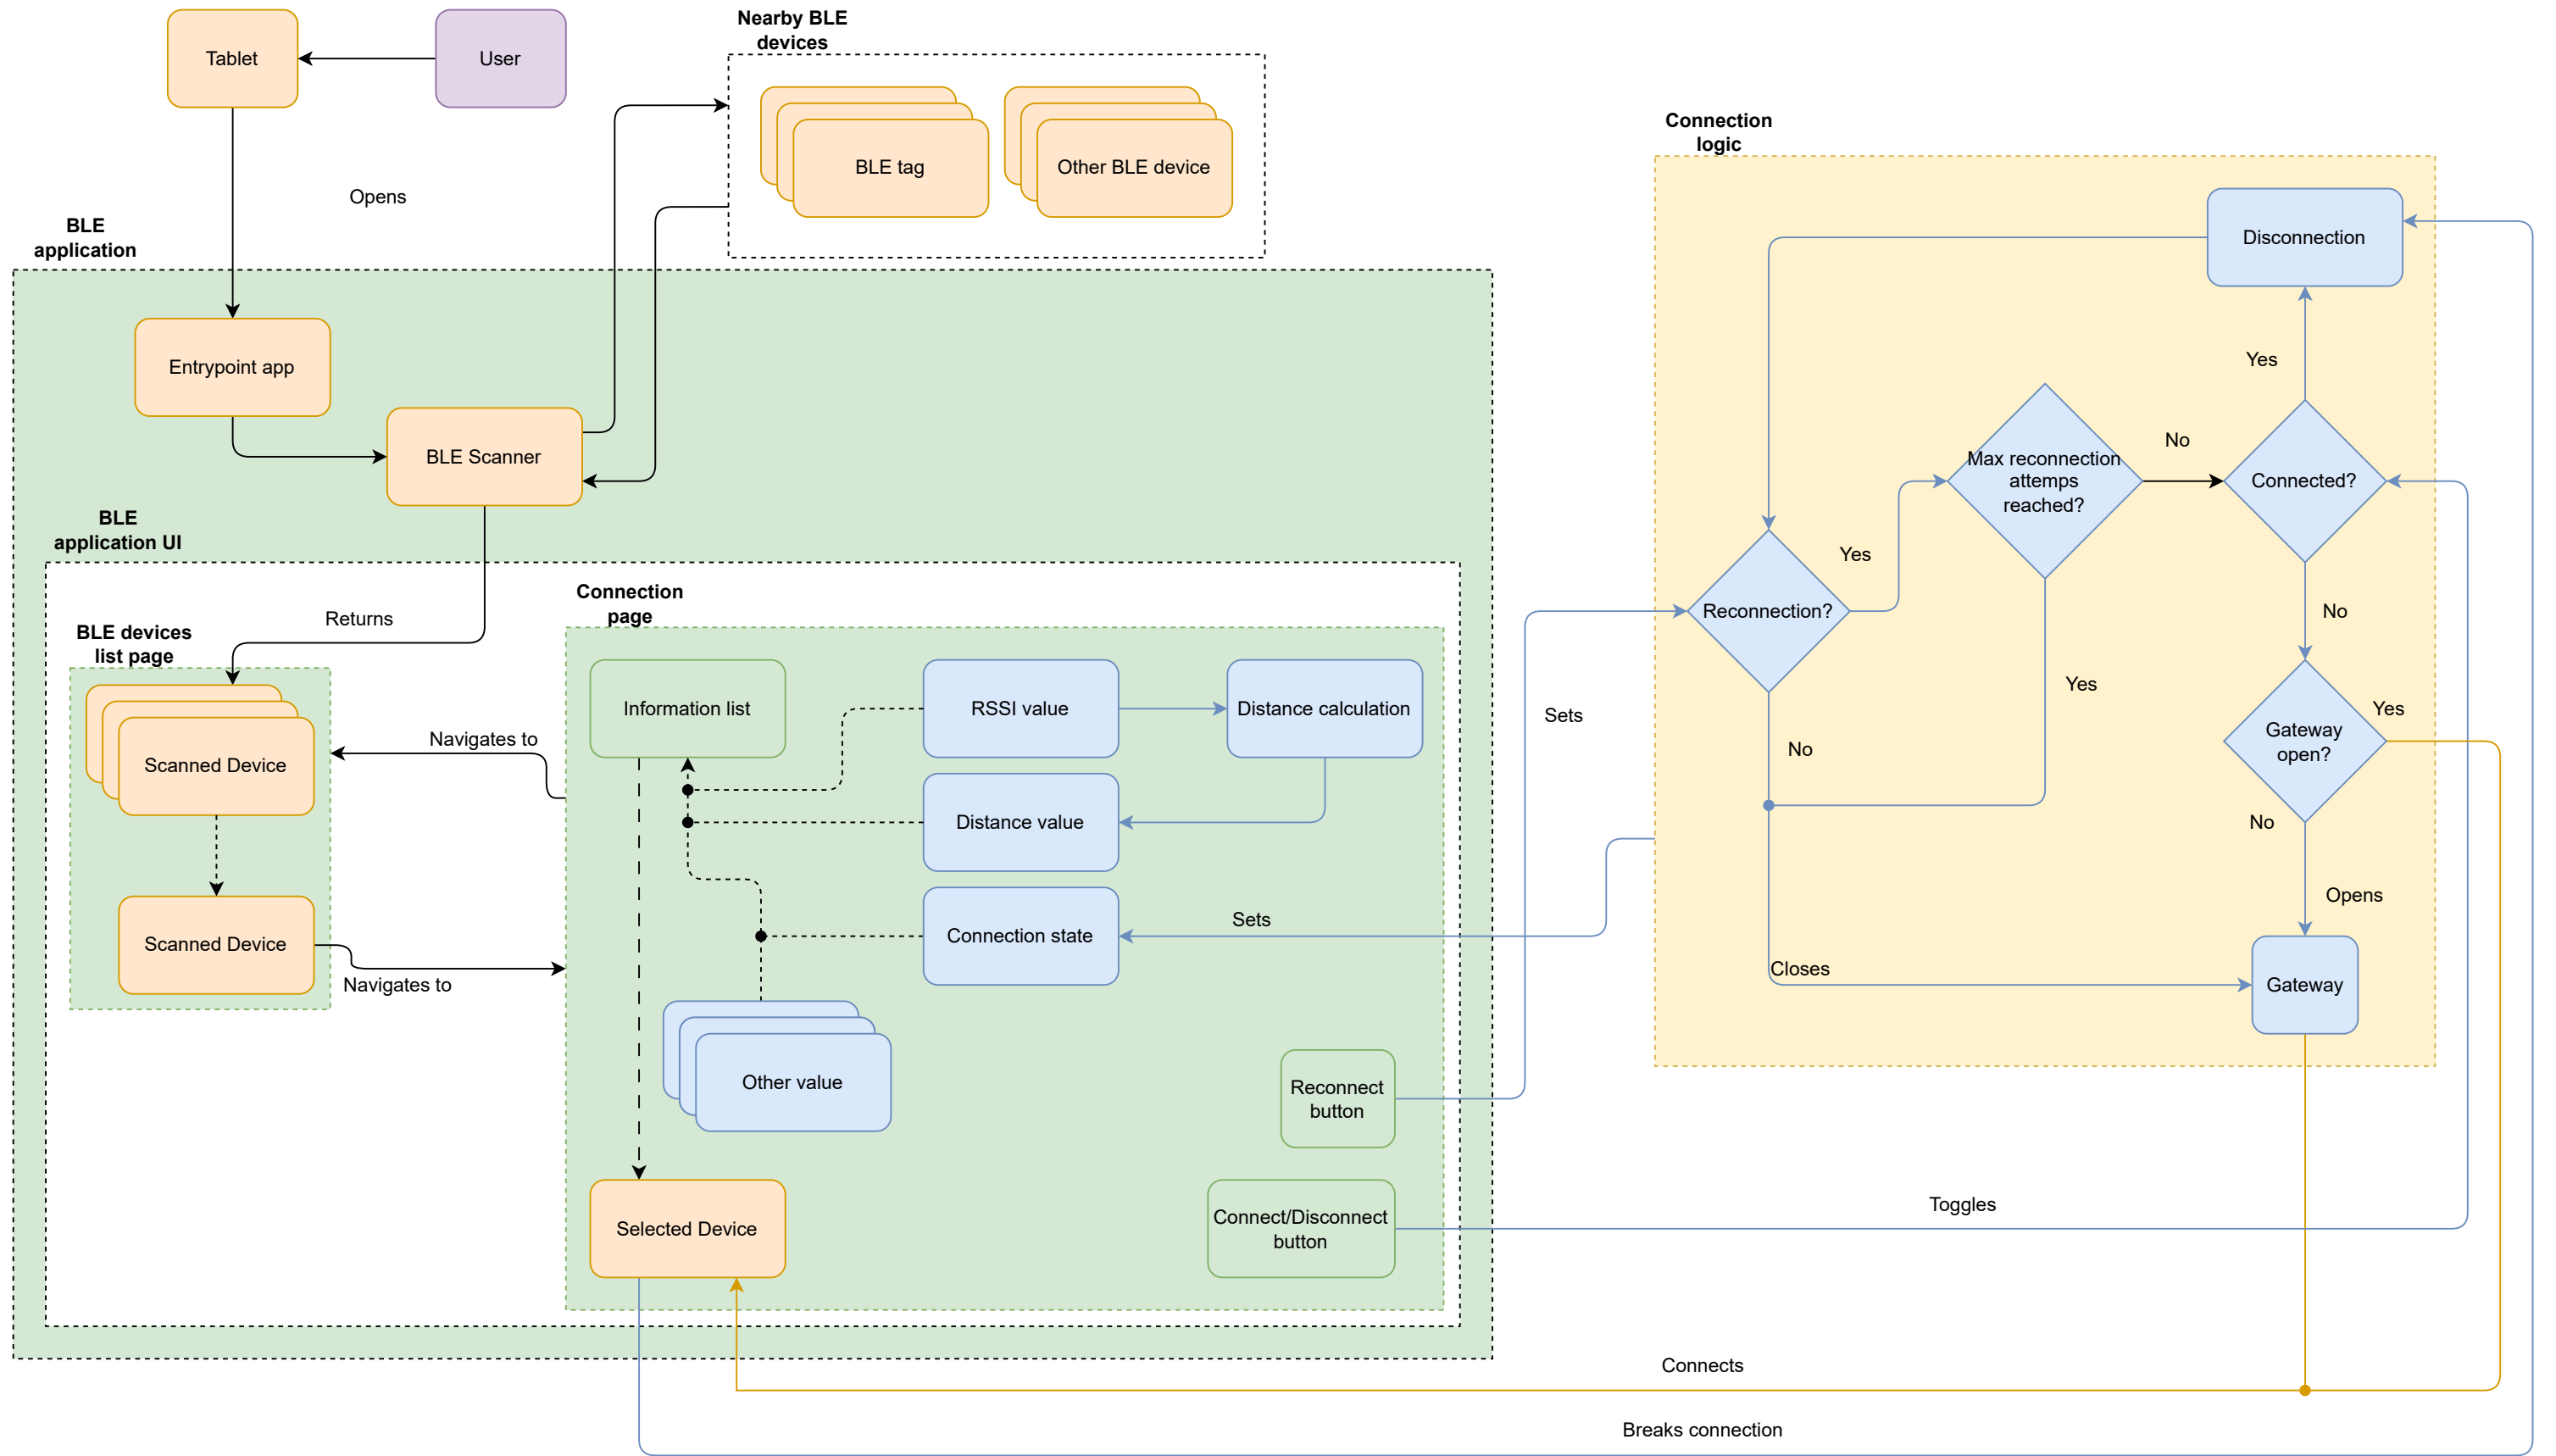 Nearby BLE
devices
Tablet
User
BLE tag
Other BLE device
Opens
BLE
application
Entrypoint app
BLE Scanner
BLE
application UI
Returns
BLE devices
list page
Scanned Device
Scanned Device
Navigates to
Navigates to
Connection
page
Information list
RSSI value
Distance calculation
Distance value
Connection state
Sets
Other value
Reconnect
button
Selected Device
Connect/Disconnect
button
Connection
logic
Disconnection
Yes
No
Max reconnection
attemps
reached?
Connected?
Yes
Reconnection?
No
Sets
Yes
Yes
Gateway
open?
No
No
Opens
Closes
Gateway
Toggles
Connects
Breaks connection